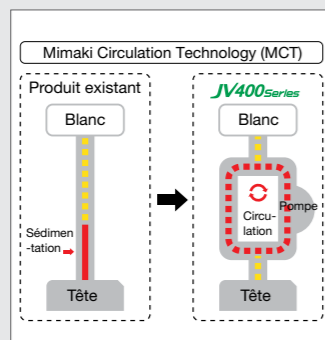 Mimaki Circulation Technology (MCT)
Produit existant
Blanc
Sédimen
-tation
Tête
JV400Series
Blanc
Circu-
lation
Pompe
Tête